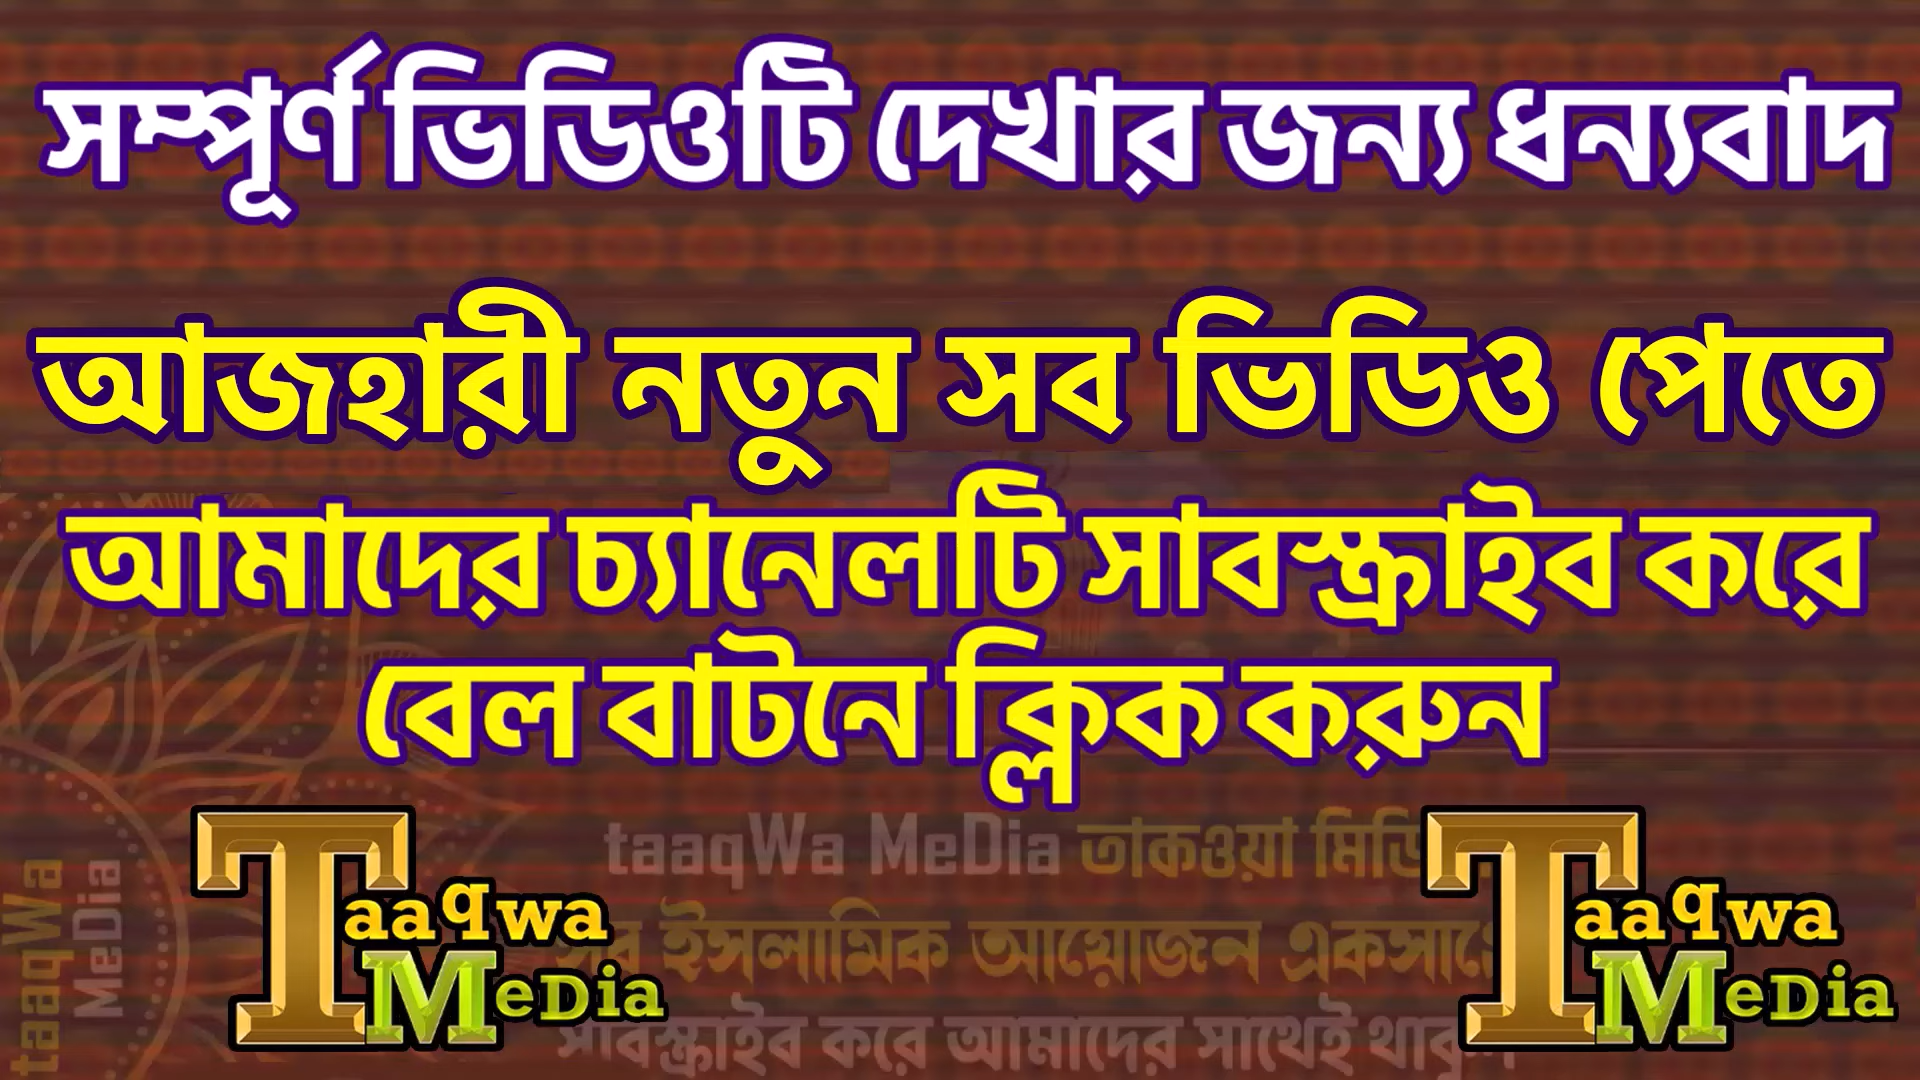 সম্পূর্ণ ভিডিওটি দেখার জন্য ধন্যবাদ
আজহারী নতুন সব ভিডিও পেতে
আমাদের চ্যানেলটি সাবস্ক্রাইব করে
বেল বাটনে ক্লিক করুন
taaqWa MeDia তাকওয়া
Taaqwa MeDia
Taaqwa MeDia
taaqWa MeDia
ইসলামিক আয়োজন
সাবস্ক্রাইব করে আমাদের সাথেই